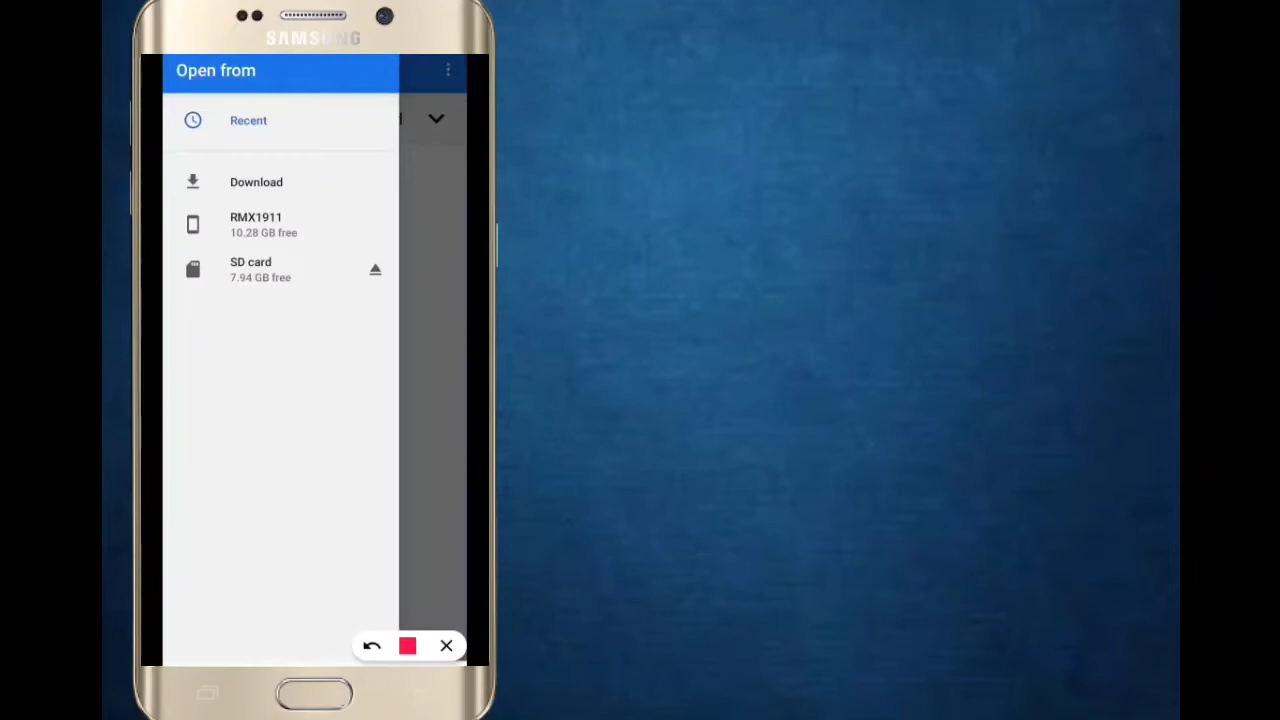 SAMSUNG
Open from
Recent
Download
RMX1911
10.28 GB free
SD card
7.94 GB free